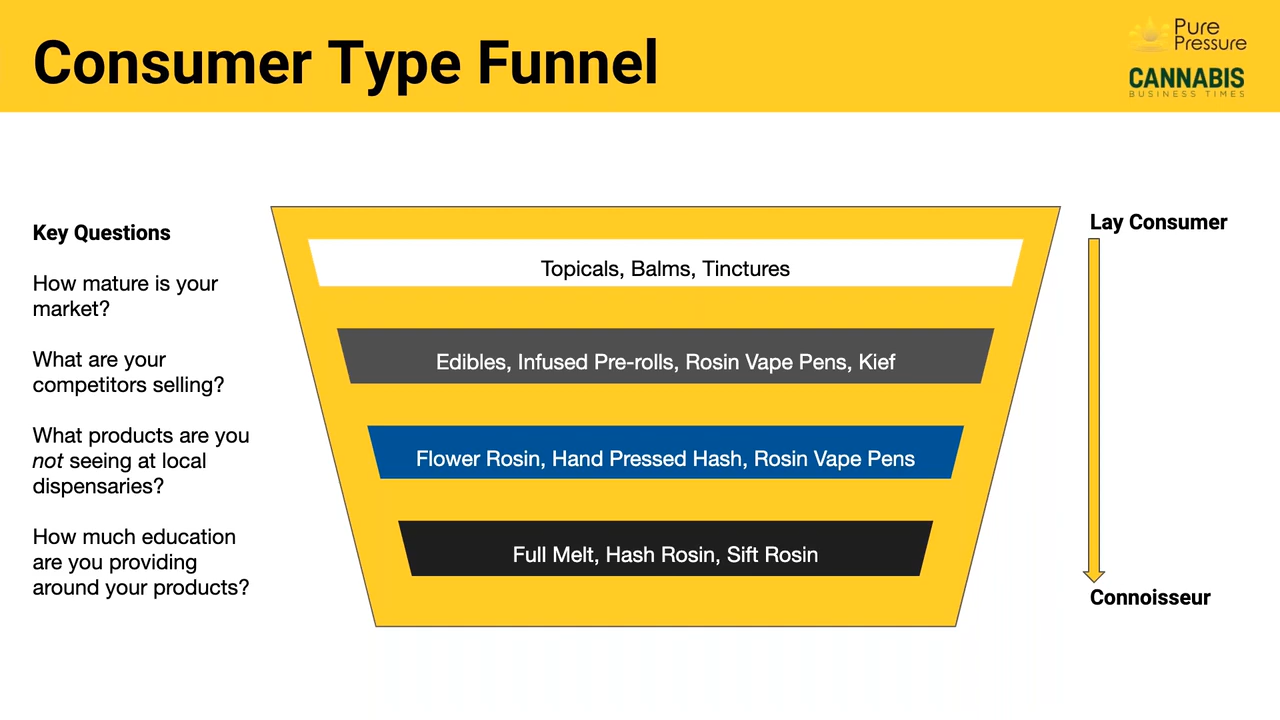 Consumer Type Funnel
Pure
Pressure
CANNABIS
BUSINESS TIMES
Key Questions
How mature is your
market?
What are your
competitors selling?
What products are you
not seeing at local
dispensaries?
How much education
are you providing
around your products?
Topicals, Balms, Tinctures
Edibles, Infused Pre-rolls, Rosin Vape Pens, Kief
Flower Rosin, Hand Pressed Hash, Rosin Vape Pens
Full Melt, Hash Rosin, Sift Rosin
Lay Consumer
Connoisseur